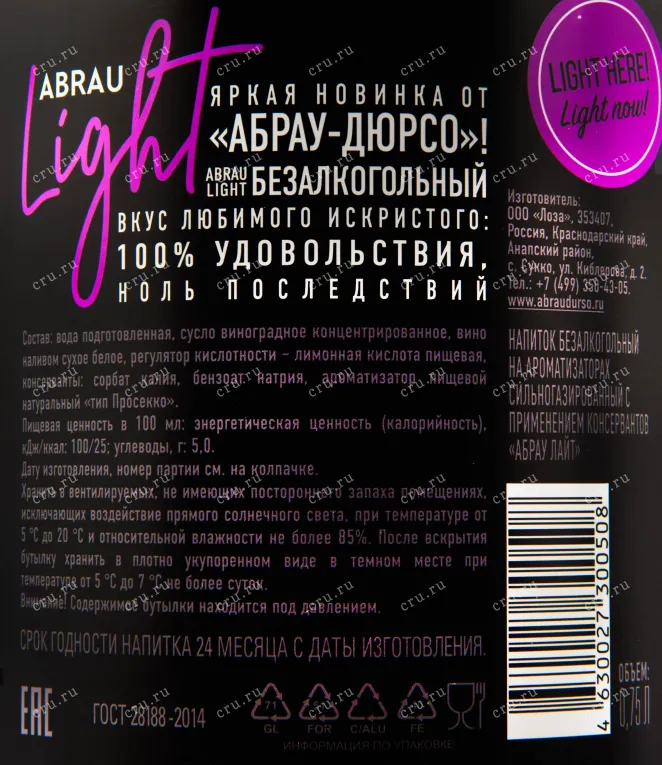 ABRAU
Light
ЯРКАЯ НОВИНКА ОТ
«АБРАУ-ДЮРСО»!
ABRAU LIGHT БЕЗАЛКОГОЛЬНЫЙ
ВКУС ЛЮБИМОГО ИСКРИСТОГО:
100% УДОВОЛЬСТВИЯ,
НОЛЬ ПОСЛЕДСТВИЙ
Состав: вода подготовленная, сусло виноградное концентрированное, вино
наливом сухое белое, регулятор кислотности – лимонная кислота пищевая,
консерванты: сорбат калия, бензоат натрия, ароматизатор пищевой
натуральный «тип Просекко».
Пищевая ценность в 100 мл: энергетическая ценность (калорийность),
кДж/ккал: 100/25; углеводы, г: 5,0.
Дату изготовления, номер партии см. на колпачке.
Хранить в вентилируемых, не имеющих постороннего запаха помещениях,
исключающих воздействие прямого солнечного света, при температуре от
5 °С до 20 °С и относительной влажности не более 85%. После вскрытия
бутылку хранить в плотно укупоренном виде в темном месте при
температуре от 5 °С до 7 °С не более суток.
Внимание! Содержимое бутылки находится под давлением.
СРОК ГОДНОСТИ НАПИТКА 24 МЕСЯЦА С ДАТЫ ИЗГОТОВЛЕНИЯ.
EAC
ГОСТ 28188-2014
71
GL
FOR
C/ALU
FE
ИНФОРМАЦИЯ ПО УПАКОВКЕ
LIGHT HERE!
Light now!
Изготовитель:
ООО «Лоза», 353407,
Россия, Краснодарский край,
Анапский район,
с. Сукко, ул. Киблерова, д. 2.
Тел.: +7 (499) 350-43-05.
www.abraudurso.ru
НАПИТОК БЕЗАЛКОГОЛЬНЫЙ
НА АРОМАТИЗАТОРАХ
СИЛЬНОГАЗИРОВАННЫЙ С
ПРИМЕНЕНИЕМ КОНСЕРВАНТОВ
«АБРАУ ЛАЙТ»
4 630027 300508
ОБЪЕМ:
0,75 Л
cru.ru